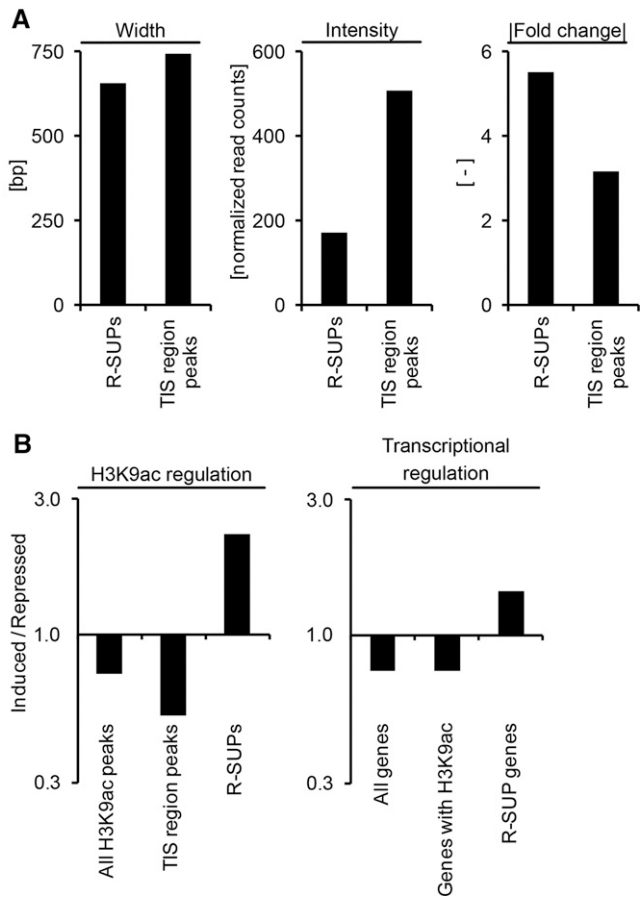 A
Width
Intensity
|Fold change|
750
500
250
0
[bp]
R-SUPs
TIS region
peaks
600
400
200
0
[normalized read counts]
R-SUPs
TIS region
peaks
6
4
2
0
[ - ]
R-SUPs
TIS region
peaks
B
H3K9ac regulation
Transcriptional
regulation
3.0
1.0
0.3
Induced / Repressed
All H3K9ac peaks
TIS region peaks
R-SUPs
3.0
1.0
0.3
All genes
Genes with H3K9ac
R-SUP genes